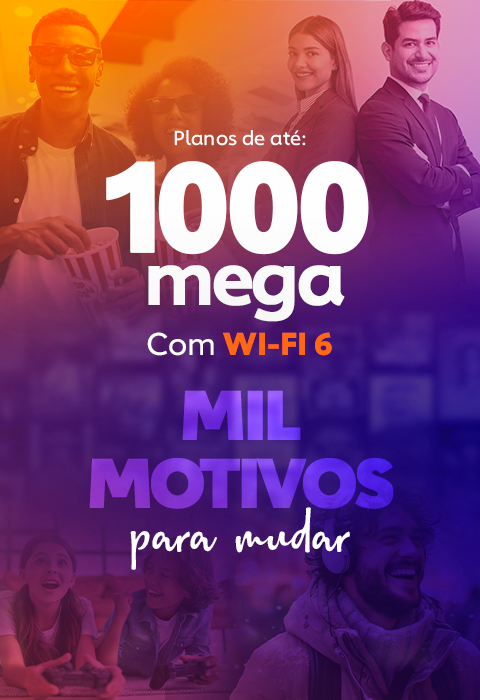 Planos de até:
1000
mega
Com WI-FI 6
MIL
MOTIVOS
para mudar